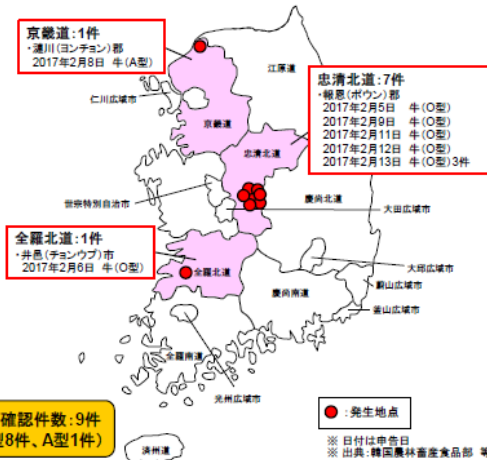 京畿道：1件
・漣川（ヨンチョン）郡
2017年2月8日　牛（A型）
江原道
仁川広域市
京畿道
忠清北道：7件
・報恩（ボウン）郡
2017年2月5日　牛（O型）
2017年2月9日　牛（O型）
2017年2月11日　牛（O型）
2017年2月12日　牛（O型）
2017年2月13日　牛（O型）3件
忠清北道
世宗特別自治市
慶尚北道
大田広域市
全羅北道：1件
・井邑（チョンウプ）市
2017年2月6日　牛（O型）
全羅北道
大邱広域市
慶尚南道
蔚山広域市
釜山広域市
全羅南道
光州広域市
確認件数：9件
型8件、A型1件）
済州道
：発生地点
※ 日付は申告日
※ 出典：韓国農林畜産食品部 等